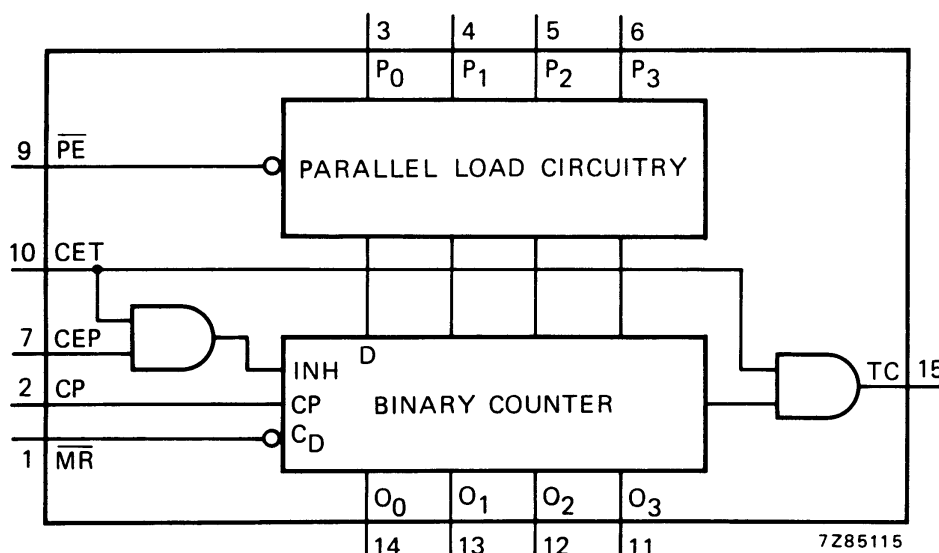 3 4 5 6
P0 P1 P2 P3
9 PE
PARALLEL LOAD CIRCUITRY
10 CET
7 CEP
D
INH
TC 15
2 CP
CP
BINARY COUNTER
CD
1 MR
O0 O1 O2 O3
14 13 12 11
7Z85115